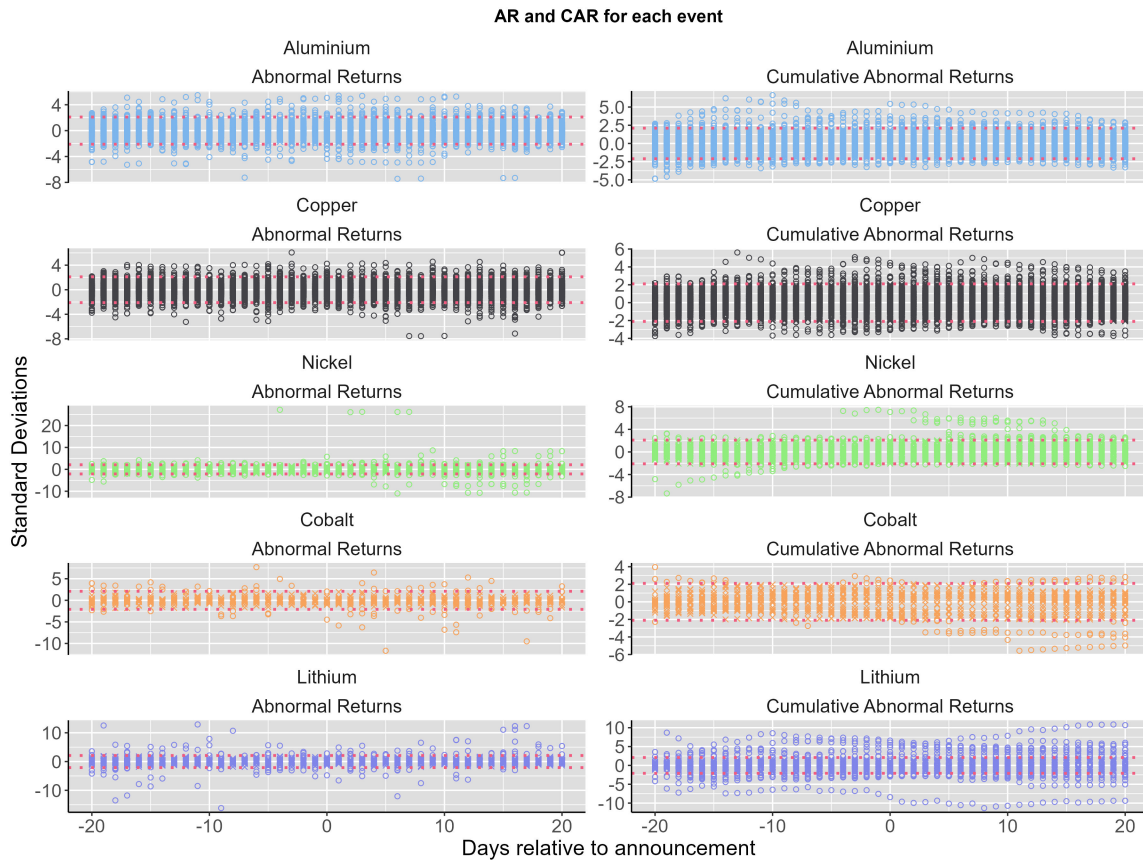 AR and CAR for each event
Aluminium
Abnormal Returns
4
0
-4
-8
Aluminium
Cumulative Abnormal Returns
5.0
2.5
0.0
-2.5
-5.0
Copper
Abnormal Returns
4
0
-4
-8
Copper
Cumulative Abnormal Returns
6
4
2
0
-2
-4
Nickel
Abnormal Returns
20
10
0
-10
Nickel
Cumulative Abnormal Returns
8
4
0
-4
-8
Cobalt
Abnormal Returns
5
0
-5
-10
Cobalt
Cumulative Abnormal Returns
4
2
0
-2
-4
-6
Lithium
Abnormal Returns
10
0
-10
-20 -10 0 10 20
Lithium
Cumulative Abnormal Returns
10
5
0
-5
-10
-20 -10 0 10 20
Standard Deviations
Days relative to announcement